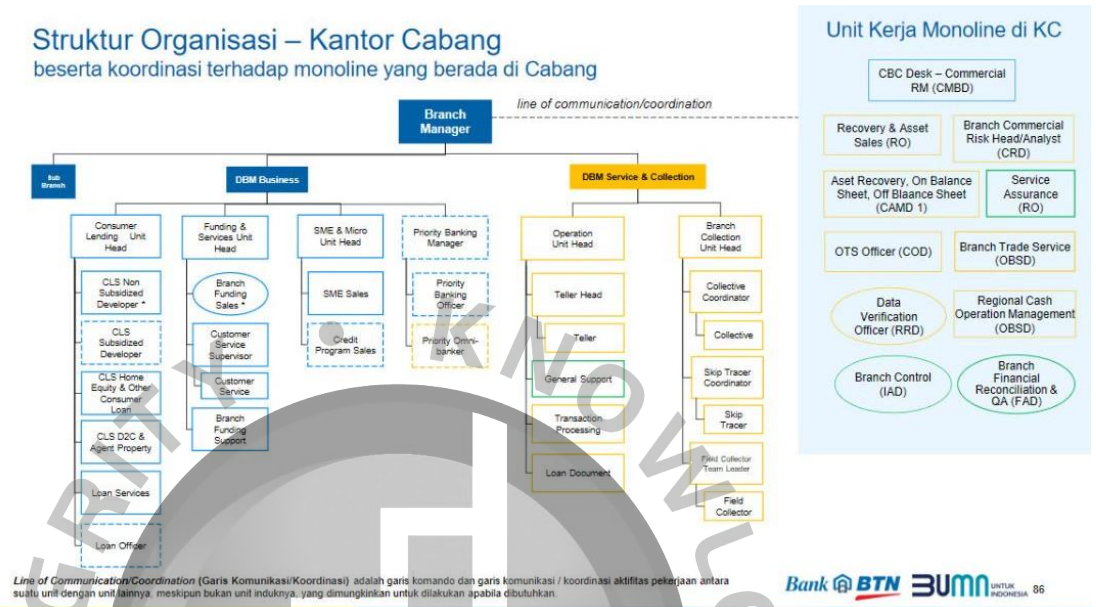 Struktur Organisasi – Kantor Cabang
beserta koordinasi terhadap monoline yang berada di Cabang
Branch
Manager
line of communication/coordination
Sub
Bransh
DBM Business
DBM Service & Collection
Consumer
Lending Unit
Head
CLS Non
Subsidized
Developer *
CLS
Subsidized
Developer
CLS Home
Equity & Other
Consumer
Loan
CLS D2C &
Agent Property
Loan Services
Loan Officer
Funding &
Services Unit
Head
Branch
Funding
Sales *
Customer
Service
Supervisor
Customer
Service
Branch
Funding
Support
SME & Micro
Unit Head
SME Sales
Credit
Program Sales
Priority Banking
Manager
Priority
Banking
Officer
Priority Omni-
banker
Operation
Unit Head
Teller Head
Teller
General Support
Transaction
Processing
Loan Document
Branch
Collection
Unit Head
Collective
Coordinator
Collective
Skip Tracer
Coordinator
Skip
Tracer
Field Collector
Team Leader
Field
Collector
Unit Kerja Monoline di KC
CBC Desk – Commercial
RM (CMBD)
Recovery & Asset
Sales (RO)
Branch Commercial
Risk Head/Analyst
(CRD)
Aset Recovery, On Balance
Sheet, Off Blaance Sheet
(CAMD 1)
Service
Assurance
(RO)
OTS Officer (COD)
Branch Trade Service
(OBSD)
Data
Verification
Officer (RRD)
Regional Cash
Operation Management
(OBSD)
Branch Control
(IAD)
Branch
Financial
Reconciliation &
QA (FAD)
Line of Communication/Coordination (Garis Komunikasi/Koordinasi) adalah garis komando dan garis komunikasi / koordinasi aktifitas pekerjaan antara
suatu unit dengan unit lainnya, meskipun bukan unit induknya, yang dimungkinkan untuk dilakukan apabila dibutuhkan.
Bank BTN
BUMN UNTUK
INDONESIA
86
ERITY • KNOWL